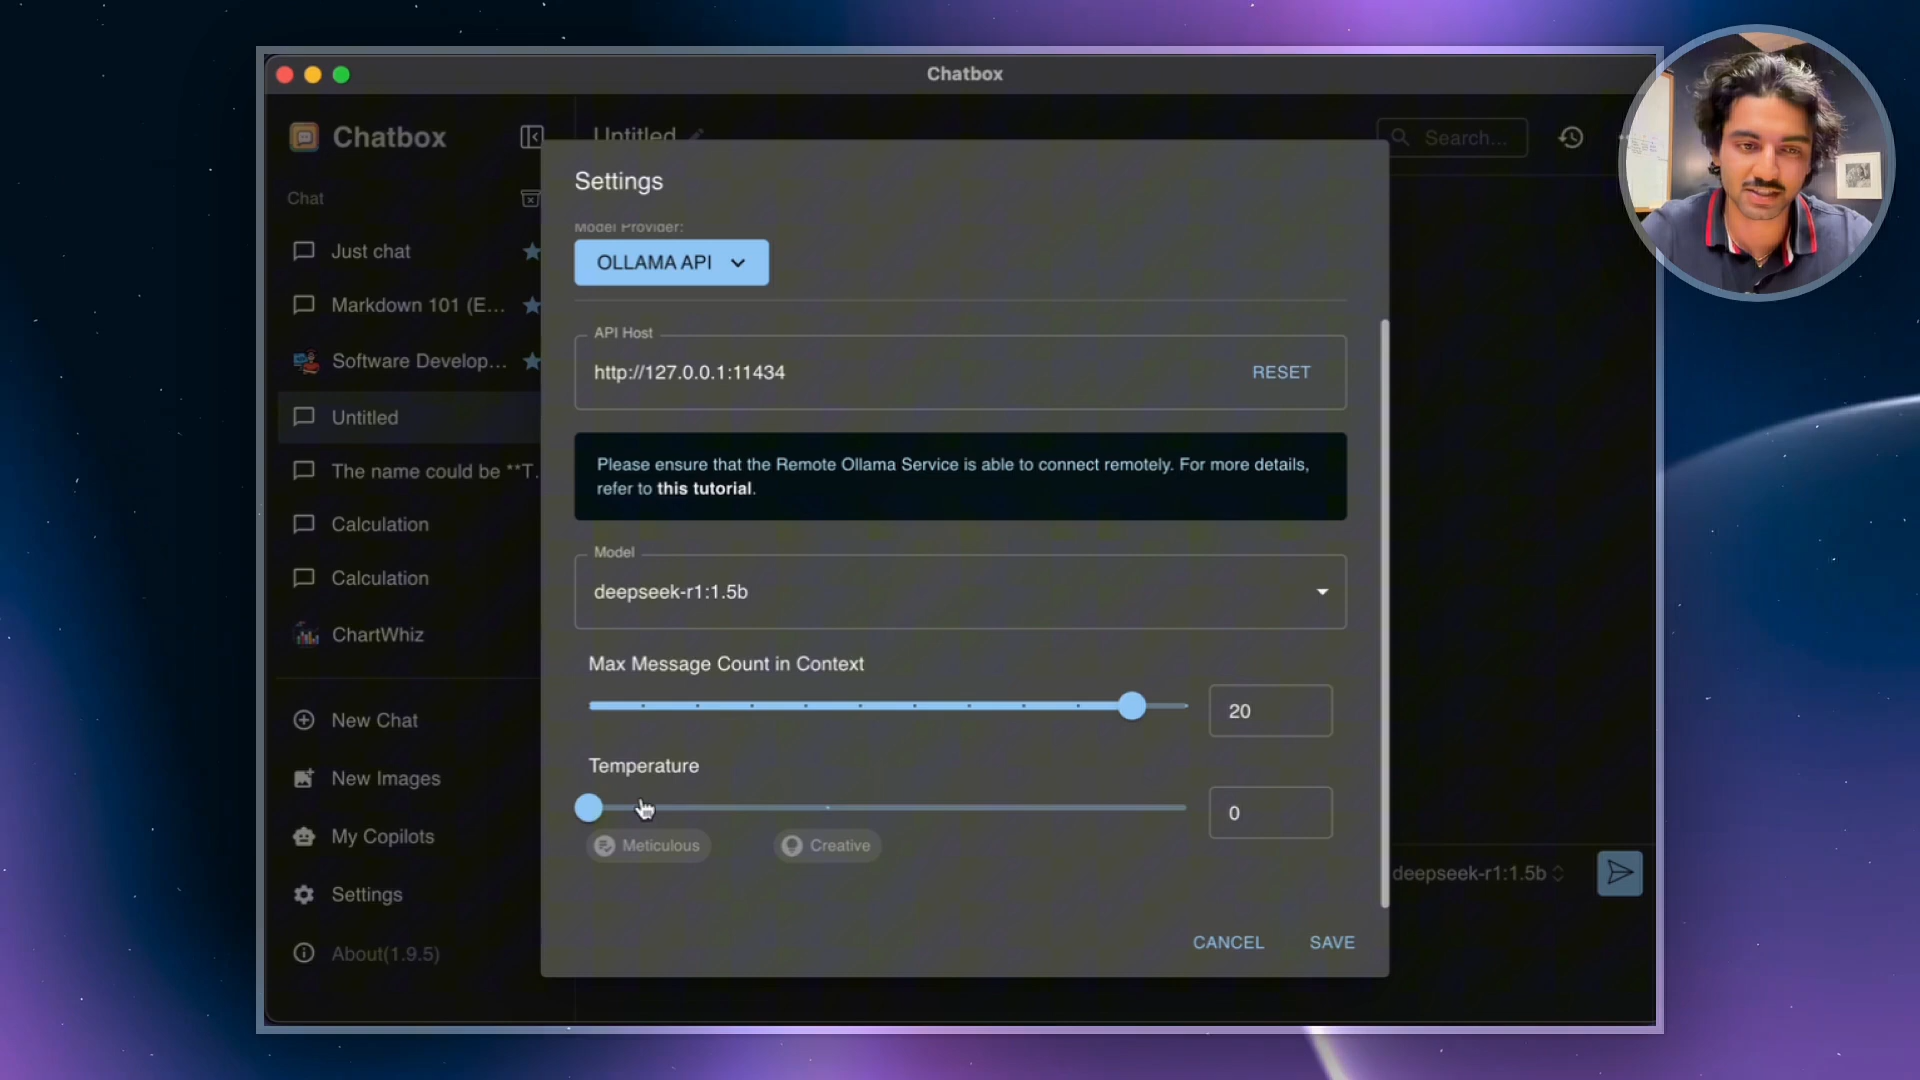 Chatbox
Chatbox
Untitled
Search...
Chat
Just chat
Markdown 101 (E...
Software Develop...
Untitled
The name could be **T.
Calculation
Calculation
ChartWhiz
New Chat
New Images
My Copilots
Settings
About(1.9.5)
Settings
Model Provider:
OLLAMA API
API Host
http://127.0.0.1:11434
RESET
Please ensure that the Remote Ollama Service is able to connect remotely. For more details,
refer to this tutorial.
Model
deepseek-r1:1.5b
Max Message Count in Context
20
Temperature
0
Meticulous
Creative
CANCEL
SAVE
deepseek-r1:1.5b